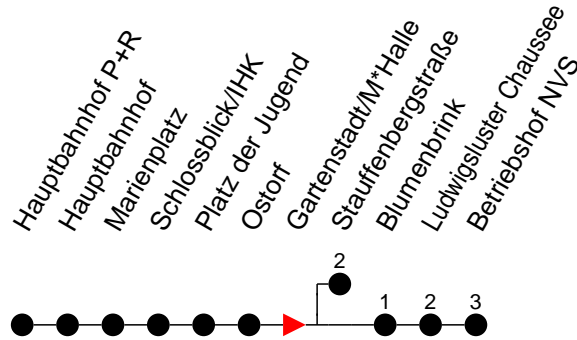 Hauptbahnhof P+R
Hauptbahnhof
Marienplatz
Schlossblick/IHK
Platz der Jugend
Ostorf
Gartenstadt/M*Halle
Stauffenbergstraße
Blumenbrink
Ludwigsluster Chaussee
Betriebshof NVS
2
1 2 3